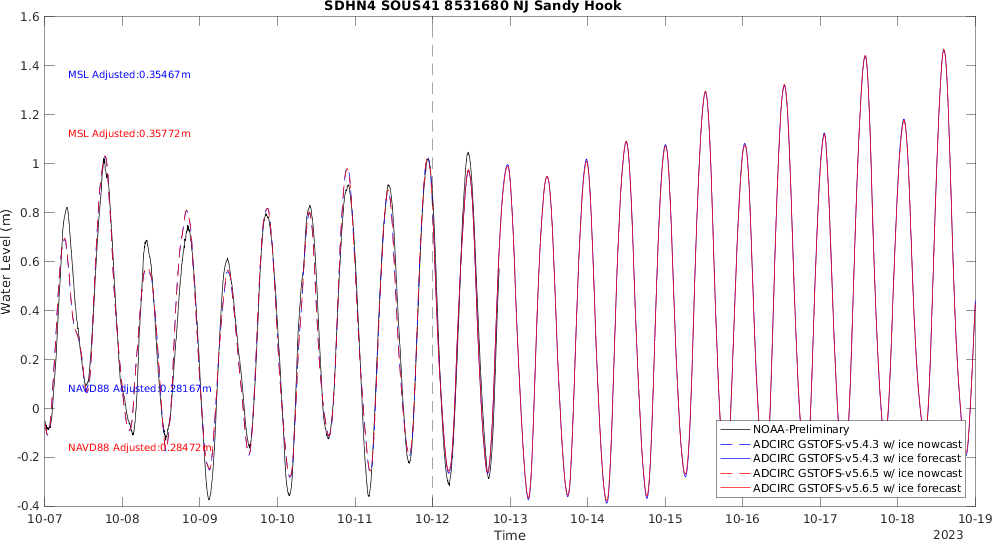 SDHN4 SOUS41 8531680 NJ Sandy Hook
1.6
1.4
1.2
1
0.8
0.6
0.4
0.2
0
-0.2
-0.4
Water Level (m)
MSL Adjusted:0.35467m
MSL Adjusted:0.35772m
NAVD88 Adjusted:0.28167m
NAVD88 Adjusted:0.28472m
NOAA-Preliminary
ADCIRC GSTOFS-v5.4.3 w/ ice nowcast
ADCIRC GSTOFS-v5.4.3 w/ ice forecast
ADCIRC GSTOFS-v5.6.5 w/ ice nowcast
ADCIRC GSTOFS-v5.6.5 w/ ice forecast
10-07 10-08 10-09 10-10 10-11 10-12 10-13 10-14 10-15 10-16 10-17 10-18 10-19
Time
2023